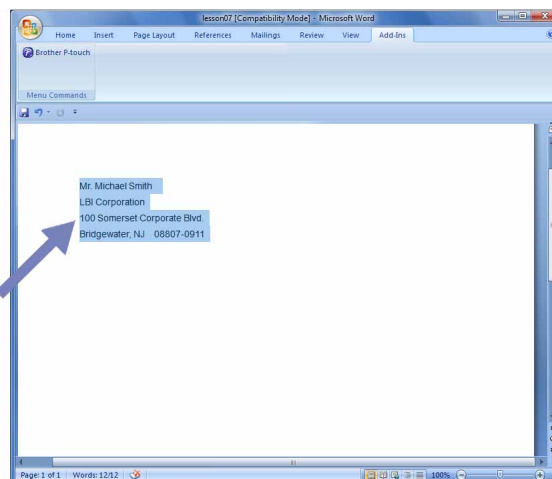 lesson07 [Compatibility Mode] - Microsoft Word
Home Insert Page Layout References Mailings Review View Add-Ins
Brother P-touch
Menu Commands
Mr. Michael Smith
LBI Corporation
100 Somerset Corporate Blvd.
Bridgewater, NJ 08807-0911
Page: 1 of 1 Words: 12/12 100%